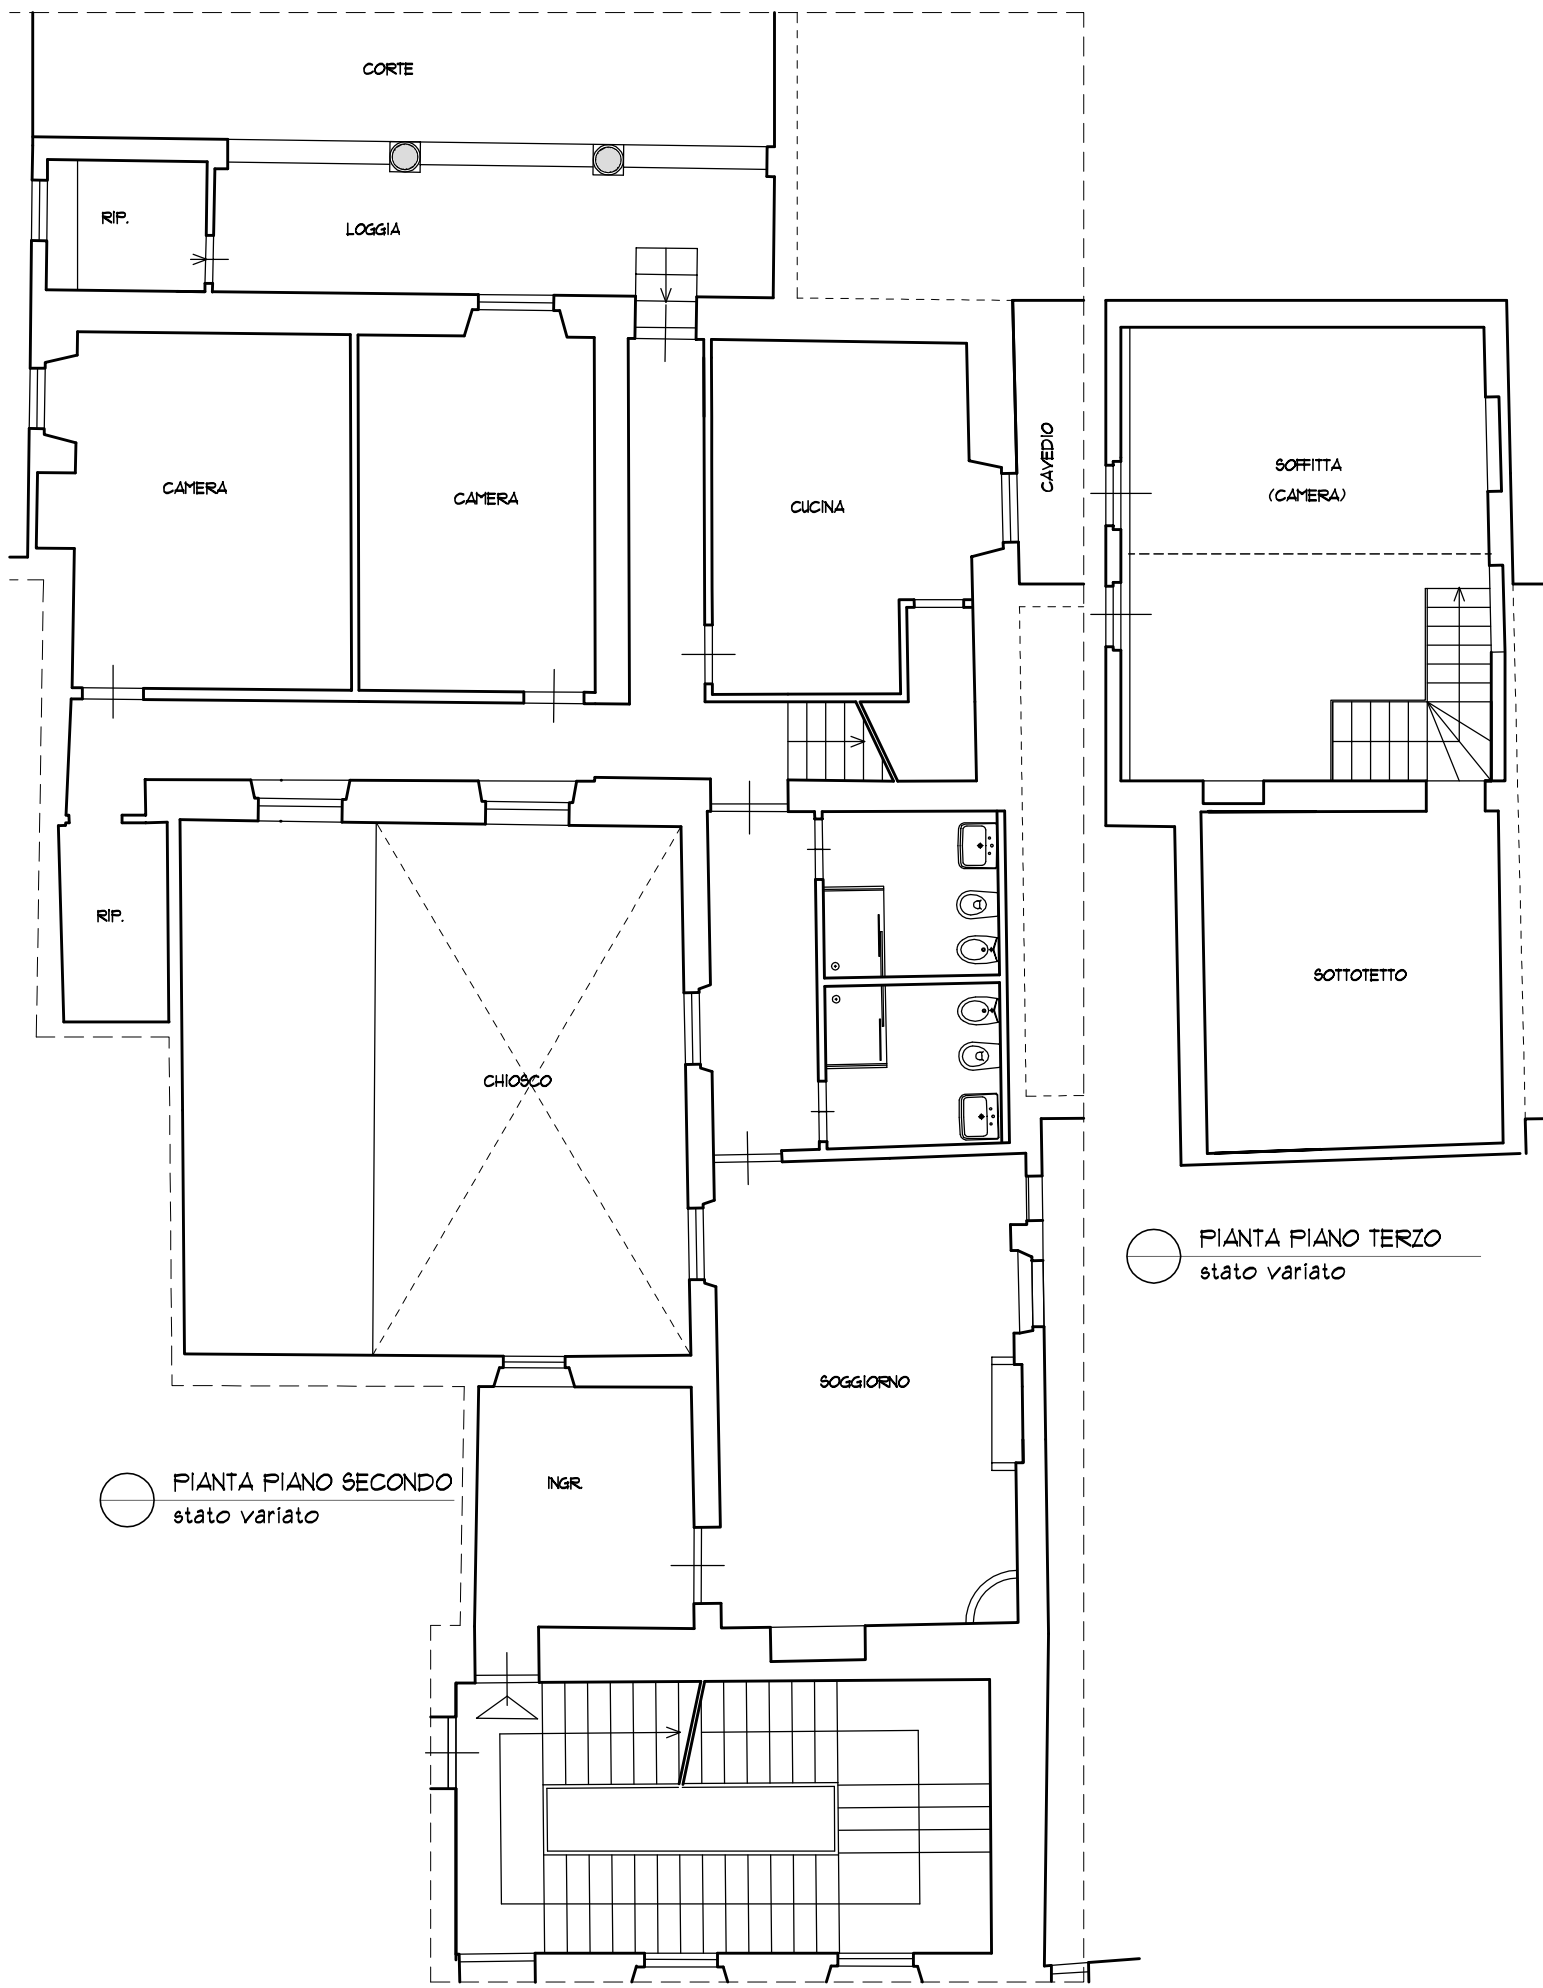 CORTE
RIP.
LOGGIA
CAMERA
CAMERA
CUCINA
CAVEDIO
SOFFITTA
(CAMERA)
RIP.
SOTTOTETTO
CHIOSCO
PIANTA PIANO TERZO
stato variato
SOGGIORNO
INGR.
PIANTA PIANO SECONDO
stato variato